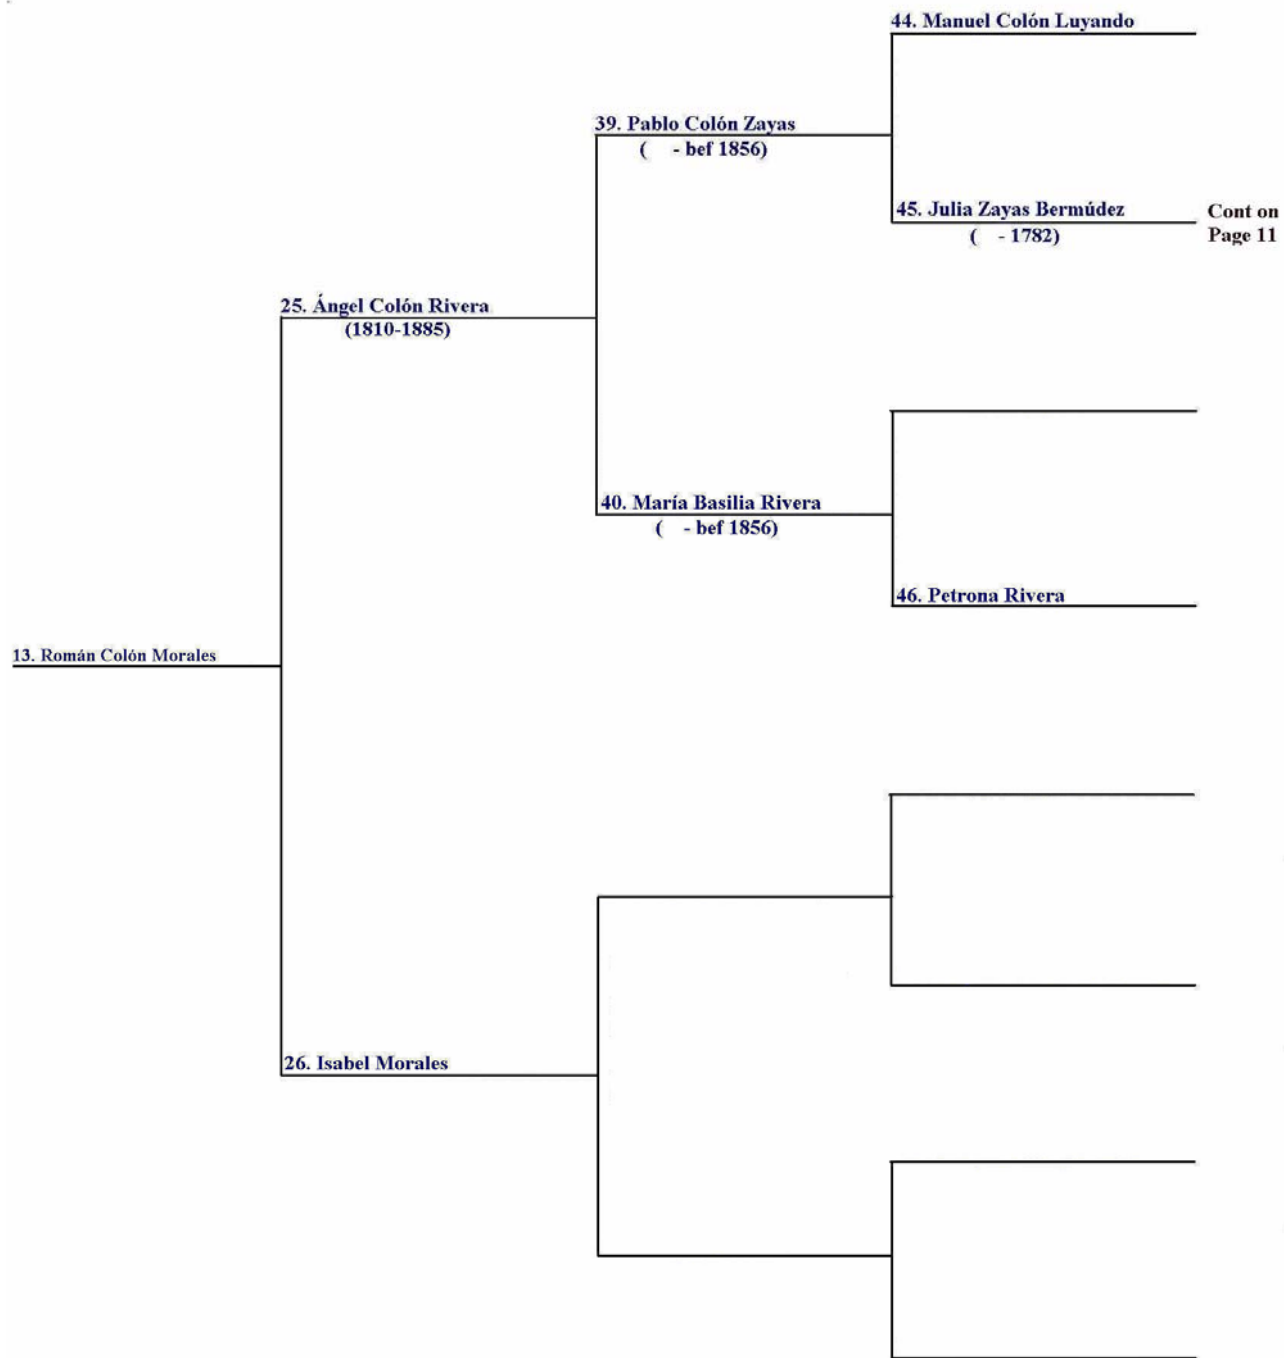 44. Manuel Colón Luyando
39. Pablo Colón Zayas
( - bef 1856)
45. Julia Zayas Bermúdez
( - 1782)
Cont on
Page 11
25. Ángel Colón Rivera
(1810-1885)
40. María Basilia Rivera
( - bef 1856)
46. Petrona Rivera
13. Román Colón Morales
26. Isabel Morales